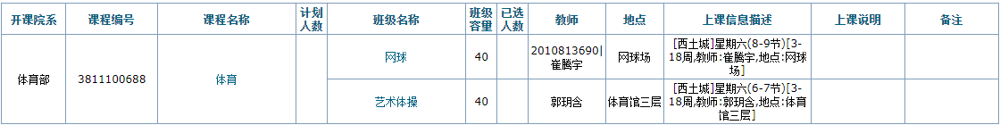 开课院系 课程编号 课程名称 计划人数 班级名称 班级容量 已选人数 教师 地点 上课信息描述 上课说明 备注
体育部 3811100688 体育
网球 40 2010813690|
崔腾宇 网球场 [西土城]星期六(8-9节)[3-
18周,教师:崔腾宇,地点:网球
场]
艺术体操 40 郭玥含 体育馆三层 [西土城]星期六(6-7节)[3-
18周,教师:郭玥含,地点:体育
馆三层]